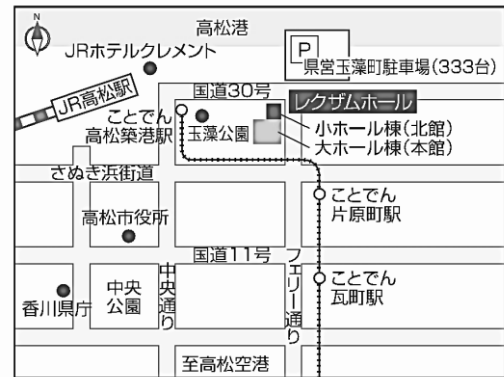 N
高松港
JRホテルクレメント
P
県営玉藻町駐車場(333台)
JR高松駅
国道30号
レクザムホール
ことでん
高松築港駅
玉藻公園
小ホール棟(北館)
大ホール棟(本館)
さぬき浜街道
ことでん
片原町駅
高松市役所
国道11号
中央通り
フェリー通り
ことでん
瓦町駅
香川県庁
中央
公園
至高松空港